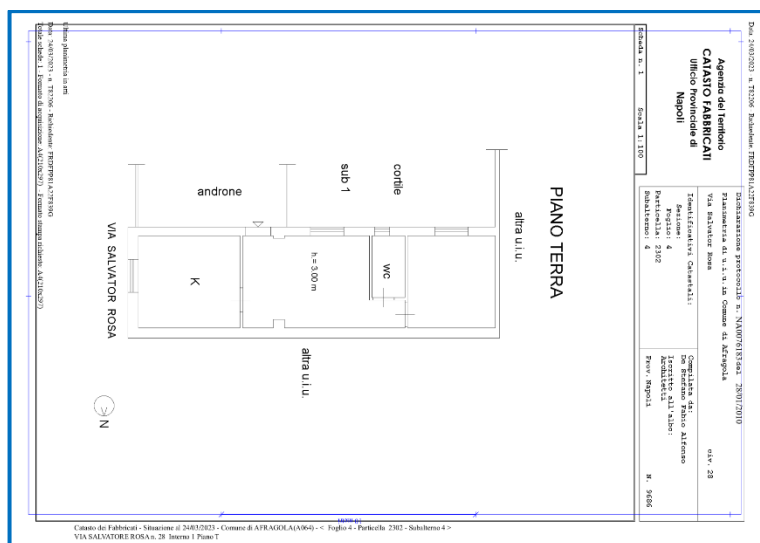 Data: 24/03/2023 - n. T82206 - Richiedente: FRDFPP81A27F839G
Agenzia del Territorio
CATASTO FABBRICATI
Ufficio Provinciale di
Napoli
Dichiarazione protocollo n. NA0076183 del 28/01/2010
Planimetria di u.i.u. in Comune di Afragola
Via Salvator Rosa
civ. 28
Identificativi Catastali:
Sezione:
Foglio: 4
Particella: 2302
Subalterno: 4
Compilata da:
De Stefano Fabio Alfonso
Iscritto all'albo:
Architetti
Prov. Napoli
N. 9686
Scheda n. 1
Scala 1:100
PIANO TERRA
altra u.i.u.
cortile
sub 1
androne
wc
h.= 3.00 m
K
VIA SALVATOR ROSA
altra u.i.u.
N
Ultima planimetria in atti
Data: 24/03/2023 - n. T82206 - Richiedente: FRDFPP81A27F839G
Totale schede: 1 - Formato di acquisizione: A4(210x297) - Formato stampa richiesto: A4(210x297)
Catasto dei Fabbricati - Situazione al 24/03/2023 - Comune di AFRAGOLA(A064) - < Foglio 4 - Particella 2302 - Subalterno 4 >
VIA SALVATORE ROSA n. 28 Interno 1 Piano T